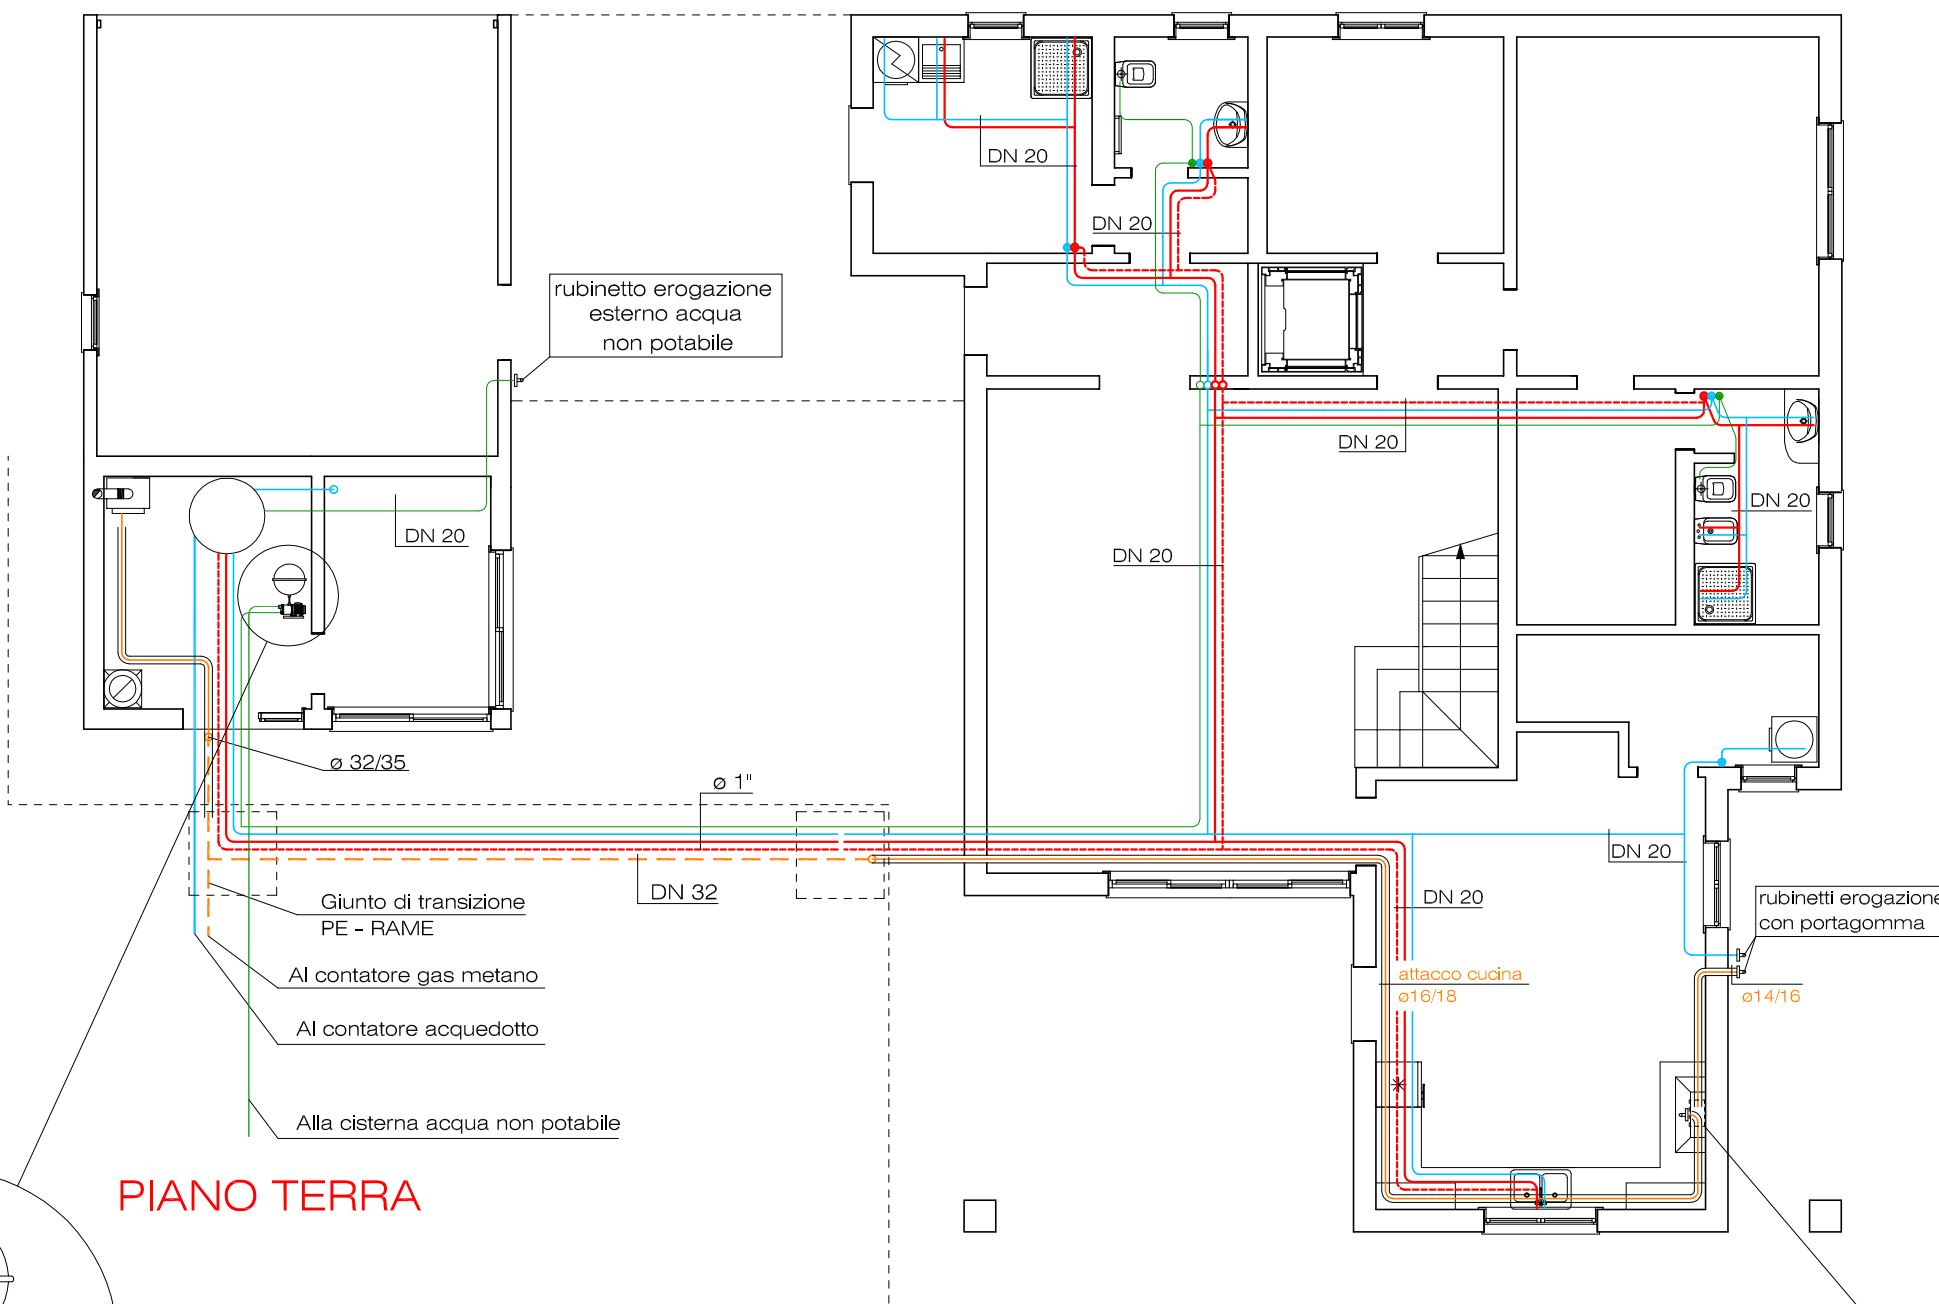 DN 20
DN 20
rubinetto erogazione
esterno acqua
non potabile
DN 20
DN 20
DN 20
DN 20
ø 32/35
ø 1"
DN 20
DN 32
DN 20
Giunto di transizione
PE - RAME
rubinetti erogazione
con portagomma
Al contatore gas metano
attacco cucina
ø16/18
ø14/16
Al contatore acquedotto
Alla cisterna acqua non potabile
PIANO TERRA